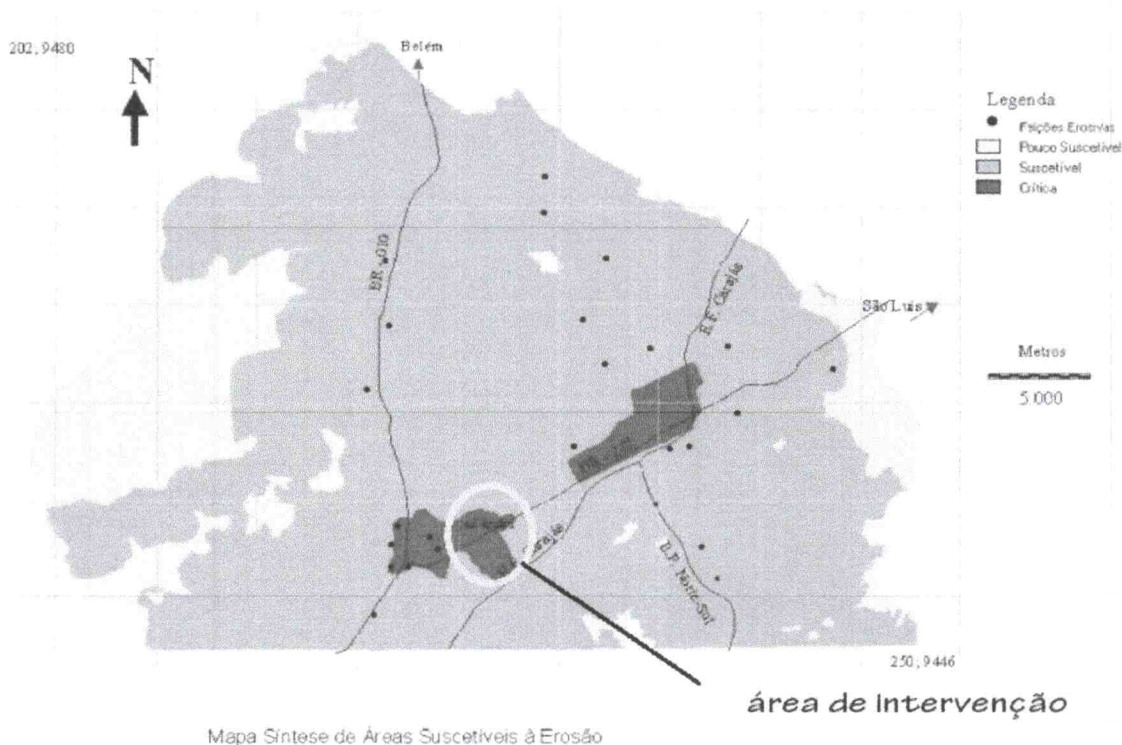 202;9480
Belém
N
Legenda
Feições Erosivas
Pouco Suscetível
Suscetível
Crítica
BR - 010
E. F. Carajás
São Luis
Metros
5.000
E.F. Norte-Sul
250;9446
área de Intervenção
Mapa Síntese de Áreas Suscetíveis à Erosão